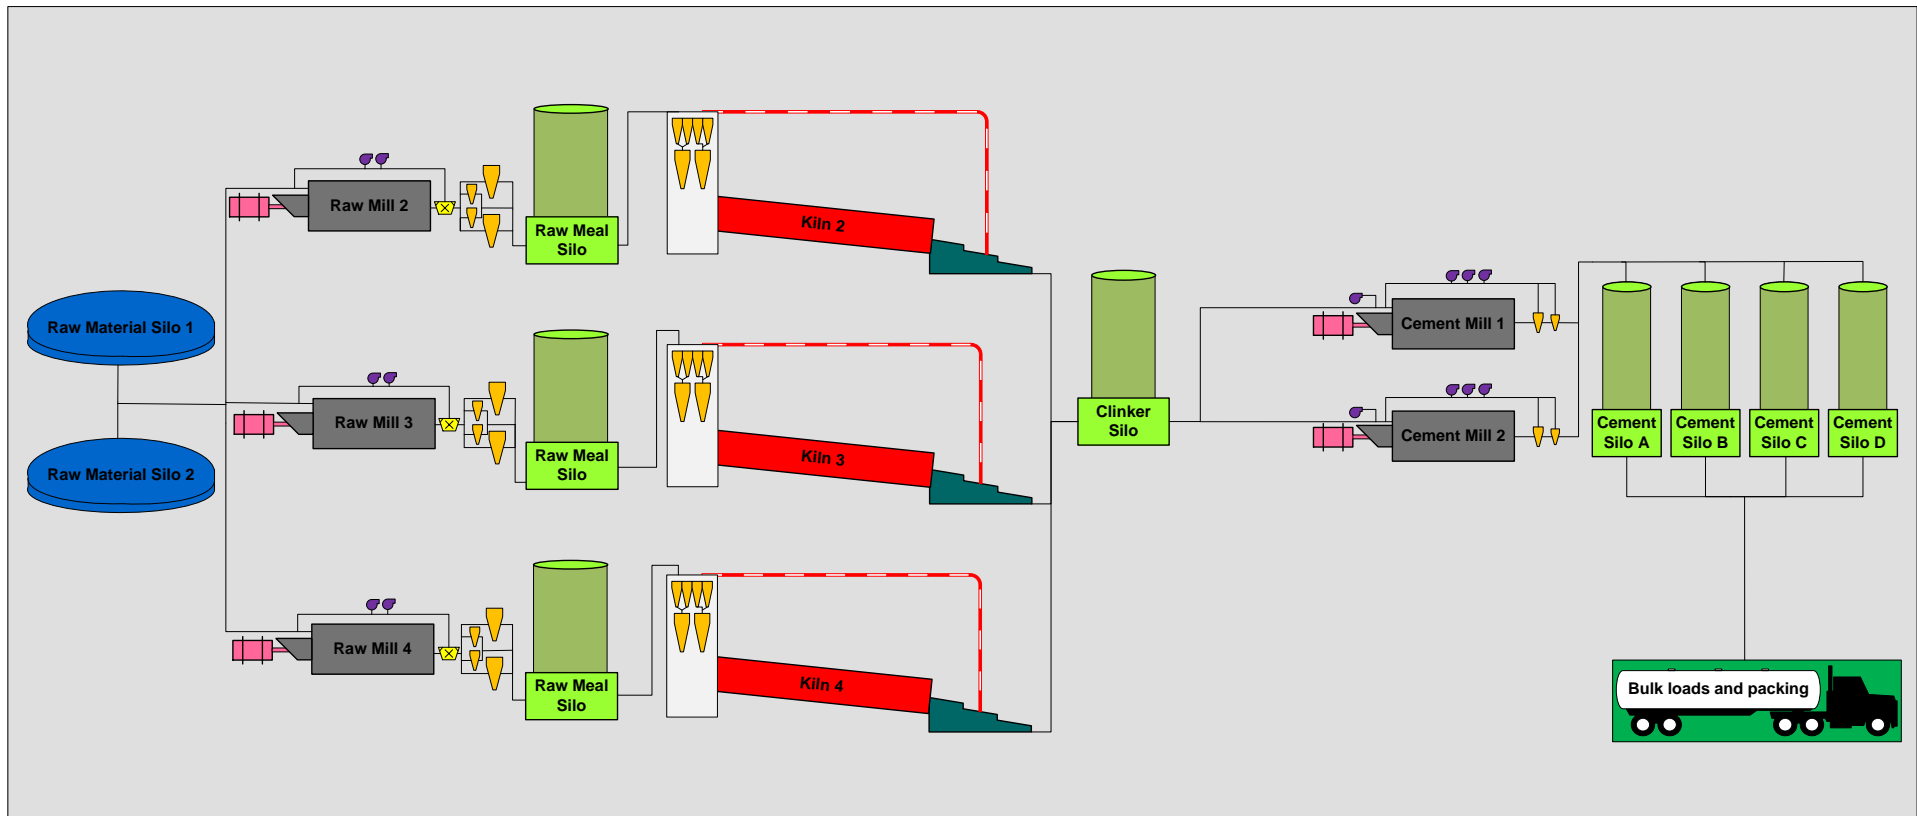 Raw Mill 2
Raw Meal
Silo
Kiln 2
Raw Material Silo 1
Raw Mill 3
Raw Meal
Silo
Kiln 3
Raw Material Silo 2
Raw Mill 4
Raw Meal
Silo
Kiln 4
Clinker
Silo
Cement Mill 1
Cement Mill 2
Cement
Silo A
Cement
Silo B
Cement
Silo C
Cement
Silo D
Bulk loads and packing